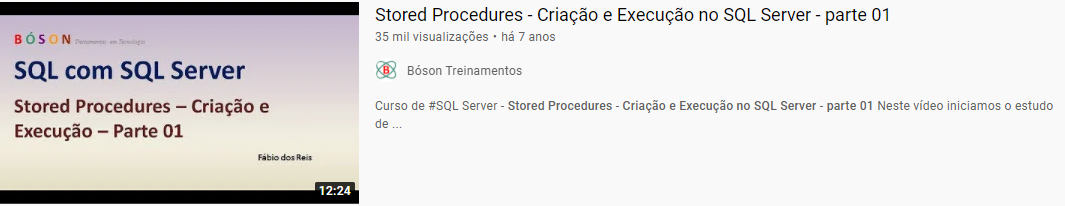 BÓSON Treinamentos em Tecnologia
SQL com SQL Server
Stored Procedures – Criação e
Execução – Parte 01
Fábio dos Reis
12:24
Stored Procedures - Criação e Execução no SQL Server - parte 01
35 mil visualizações • há 7 anos
B Bóson Treinamentos
Curso de #SQL Server - Stored Procedures - Criação e Execução no SQL Server - parte 01 Neste vídeo iniciamos o estudo
de ...